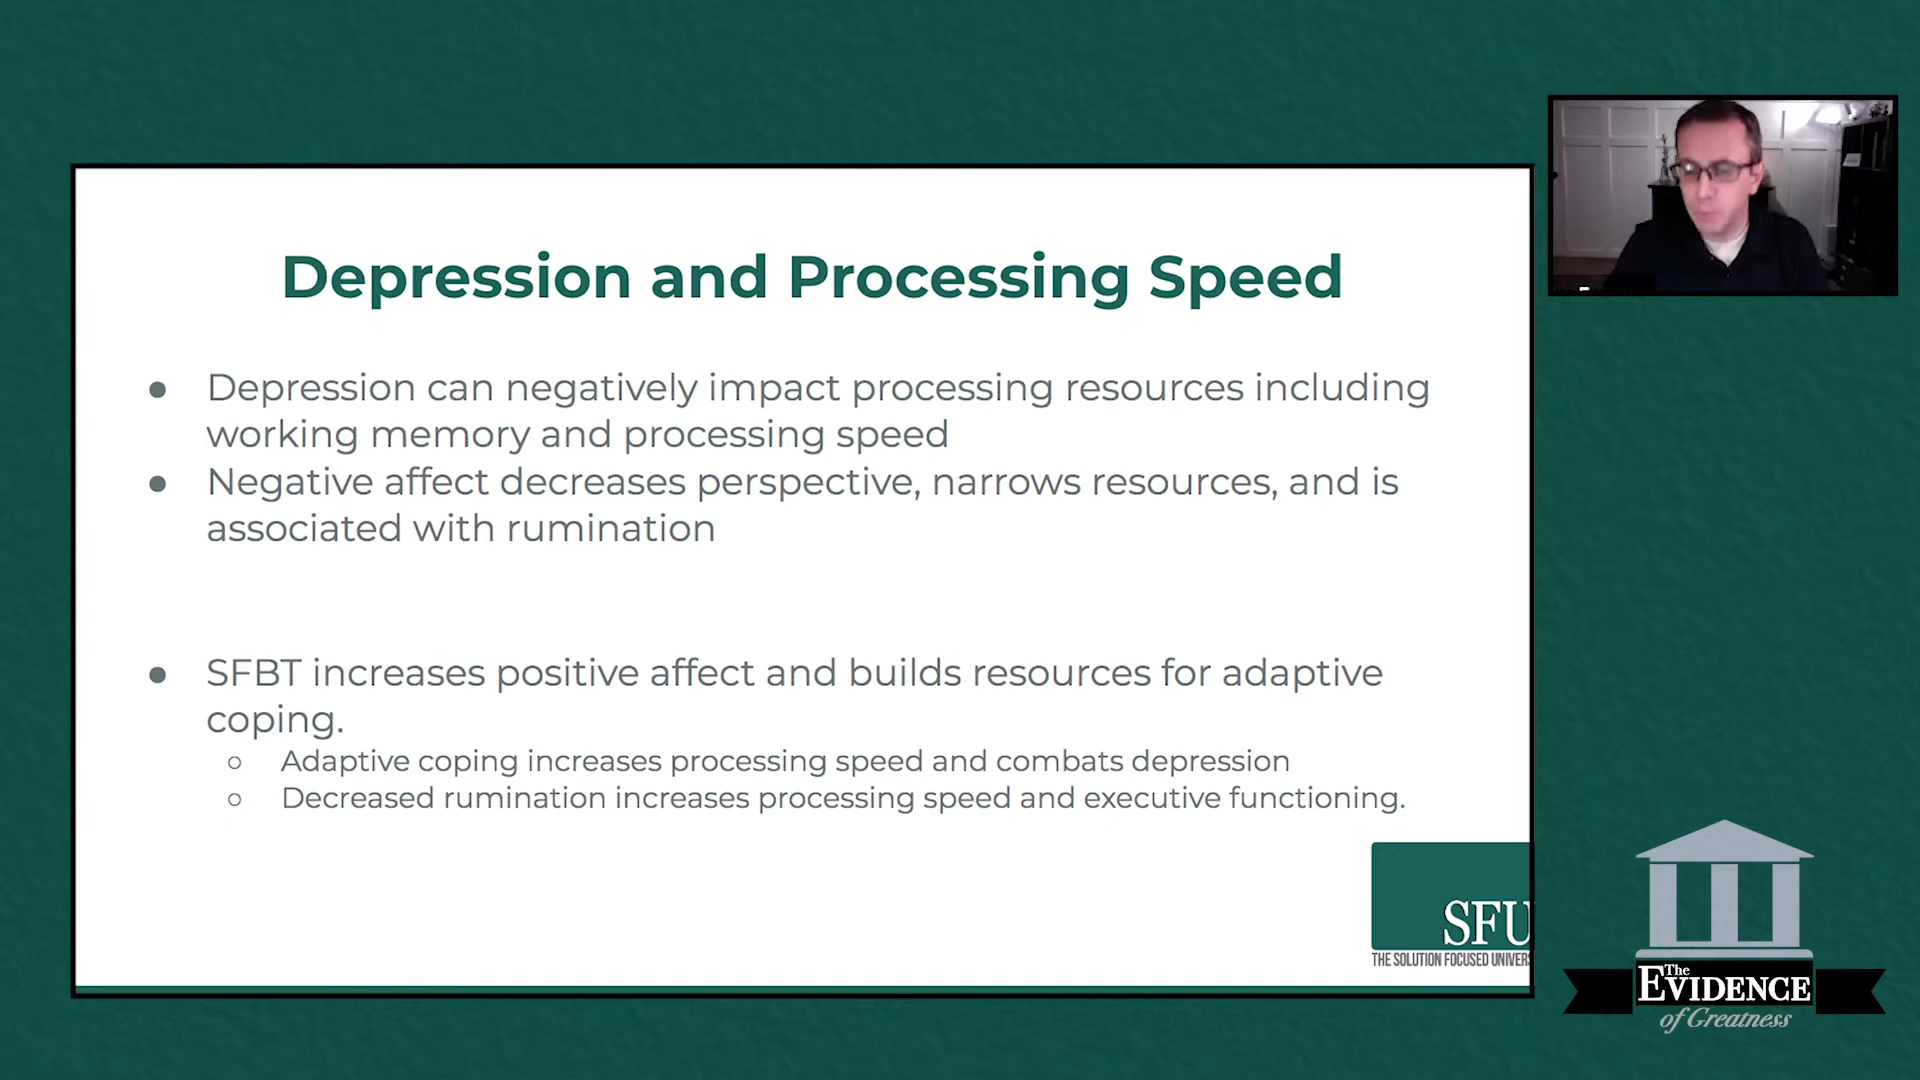 Depression and Processing Speed
● Depression can negatively impact processing resources including
working memory and processing speed
● Negative affect decreases perspective, narrows resources, and is
associated with rumination
● SFBT increases positive affect and builds resources for adaptive
coping.
○ Adaptive coping increases processing speed and combats depression
○ Decreased rumination increases processing speed and executive functioning.
SFU
THE SOLUTION FOCUSED UNIVERS
The
EVIDENCE
of Greatness